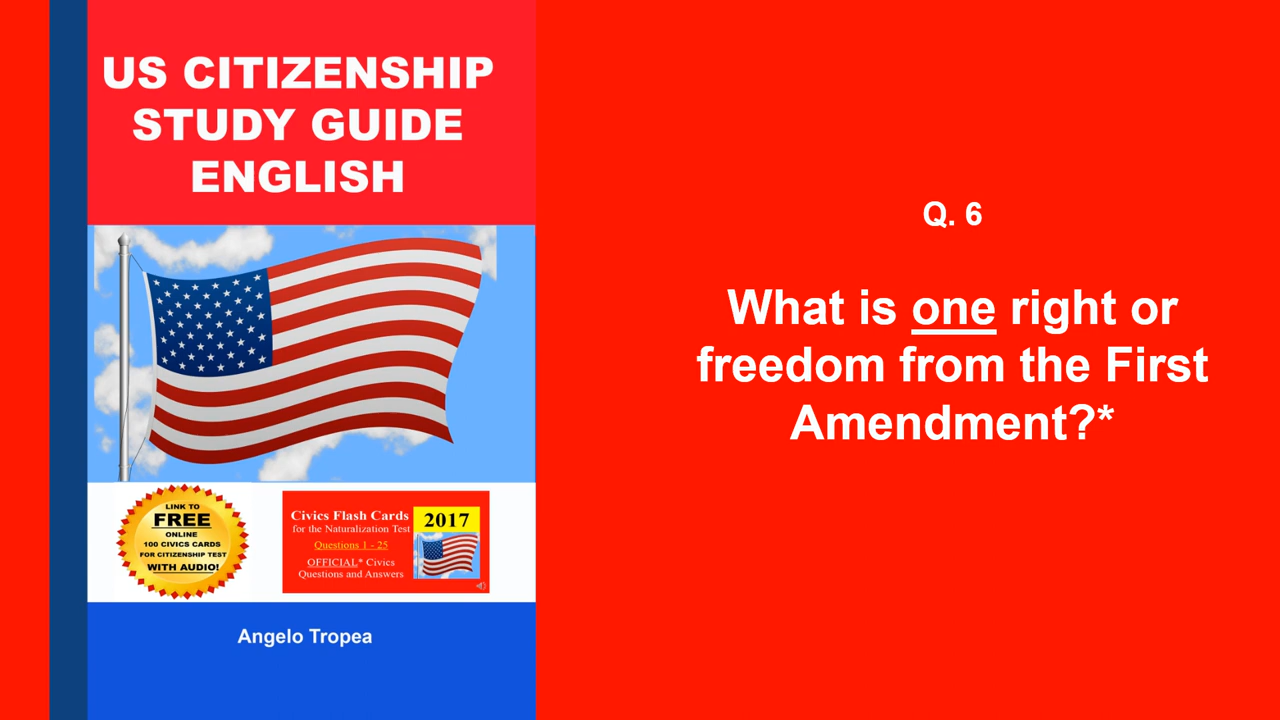 US CITIZENSHIP
STUDY GUIDE
ENGLISH
LINK TO
FREE
ONLINE
100 CIVICS CARDS
FOR CITIZENSHIP TEST
WITH AUDIO!
Civics Flash Cards
for the Naturalization Test
Questions 1 - 25
OFFICIAL* Civics
Questions and Answers
2017
Angelo Tropea
Q. 6
What is one right or
freedom from the First
Amendment?*